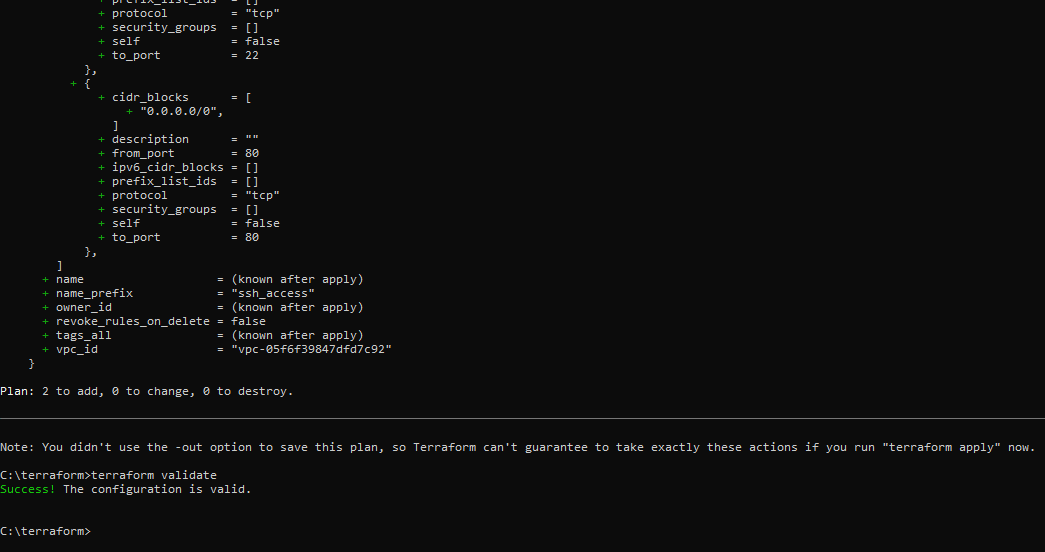 + prefix_list_ids  = []
+ protocol         = "tcp"
+ security_groups  = []
+ self             = false
+ to_port          = 22
},
+ {
+ cidr_blocks      = [
+ "0.0.0.0/0",
]
+ description      = ""
+ from_port        = 80
+ ipv6_cidr_blocks = []
+ prefix_list_ids  = []
+ protocol         = "tcp"
+ security_groups  = []
+ self             = false
+ to_port          = 80
},
]
+ name                   = (known after apply)
+ name_prefix            = "ssh_access"
+ owner_id               = (known after apply)
+ revoke_rules_on_delete = false
+ tags_all               = (known after apply)
+ vpc_id                 = "vpc-05f6f39847dfd7c92"
}
Plan: 2 to add, 0 to change, 0 to destroy.
Note: You didn't use the -out option to save this plan, so Terraform can't guarantee to take exactly these actions if you run "terraform apply" now.
C:\terraform>terraform validate
Success! The configuration is valid.
C:\terraform>